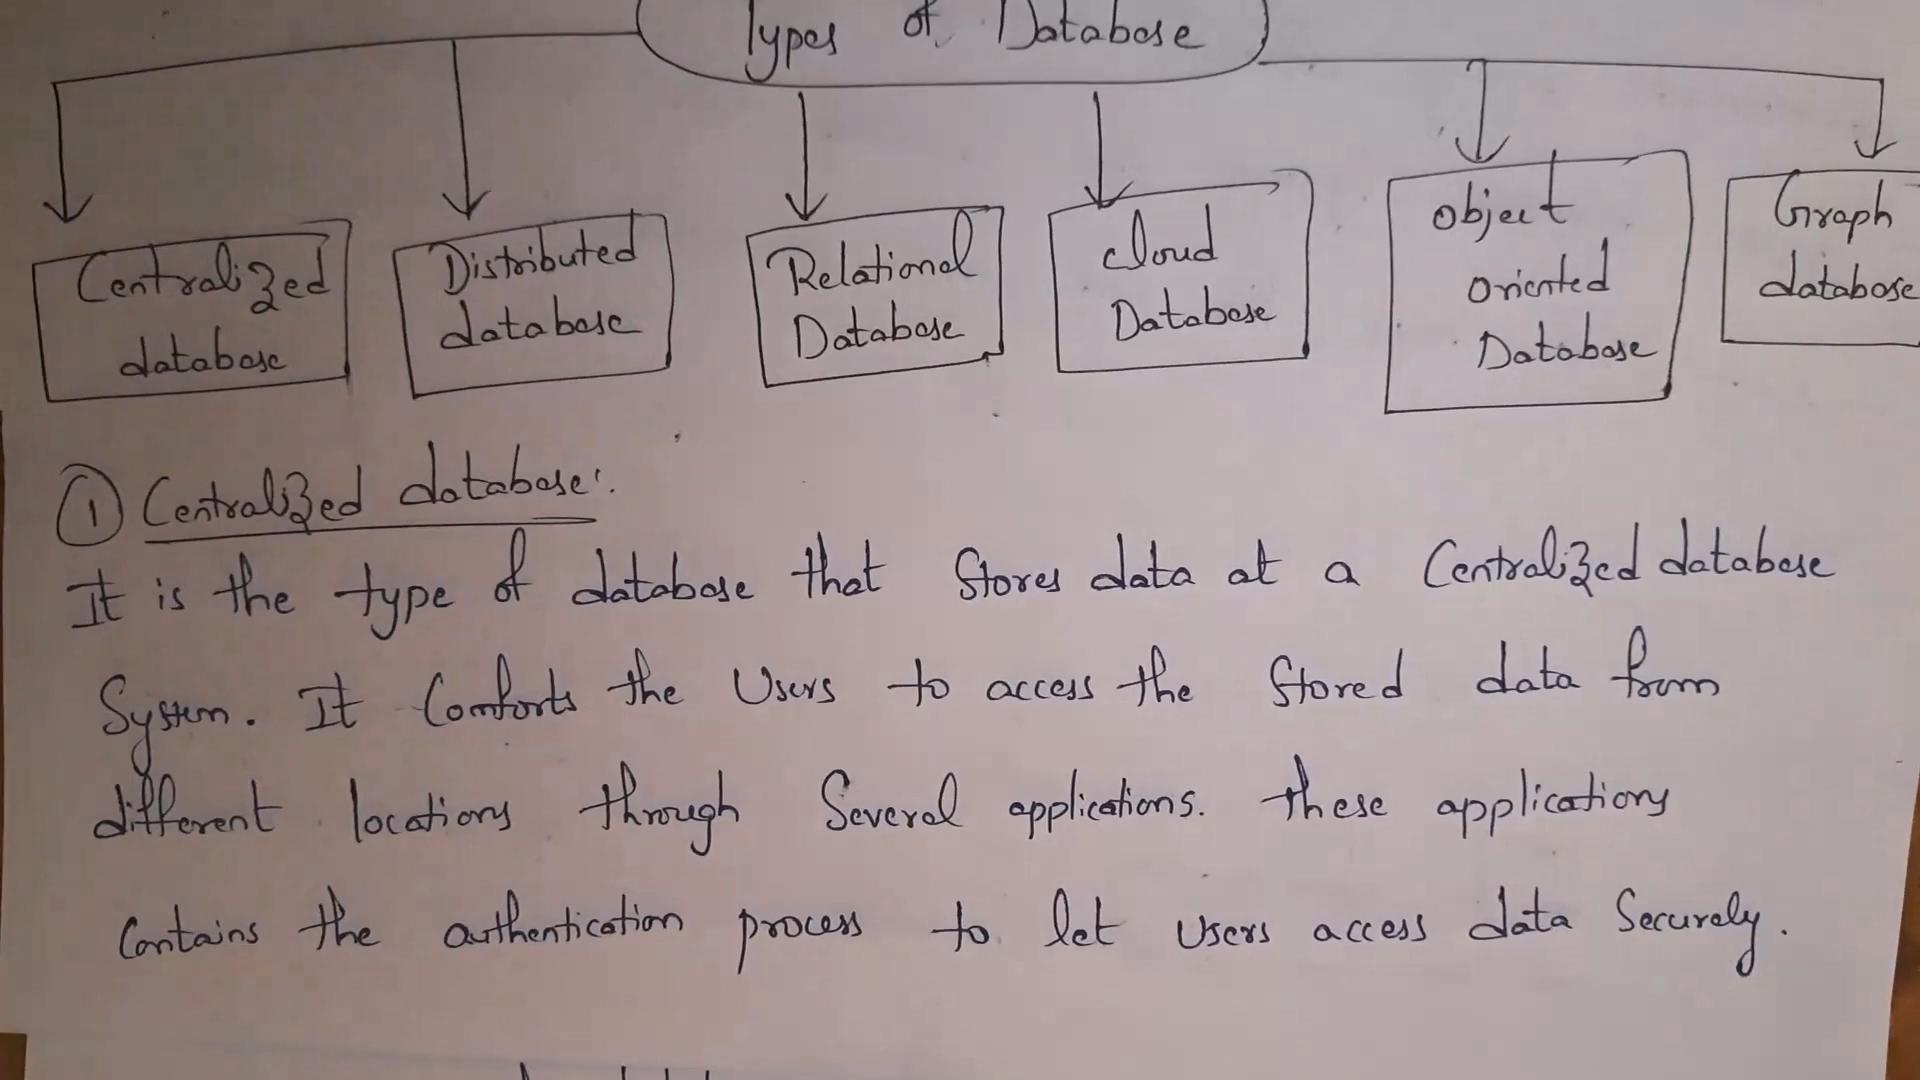 Types of Database
Centralized
database
Distributed
database
Relational
Database
Cloud
Database
Object
Oriented
Database
Graph
database
① Centralized database:
It is the type of database that stores data at a Centralized database
System. It Comforts the Users to access the Stored data from
different locations through Several applications. these applications
Contains the authentication process to let Users access data Securely.